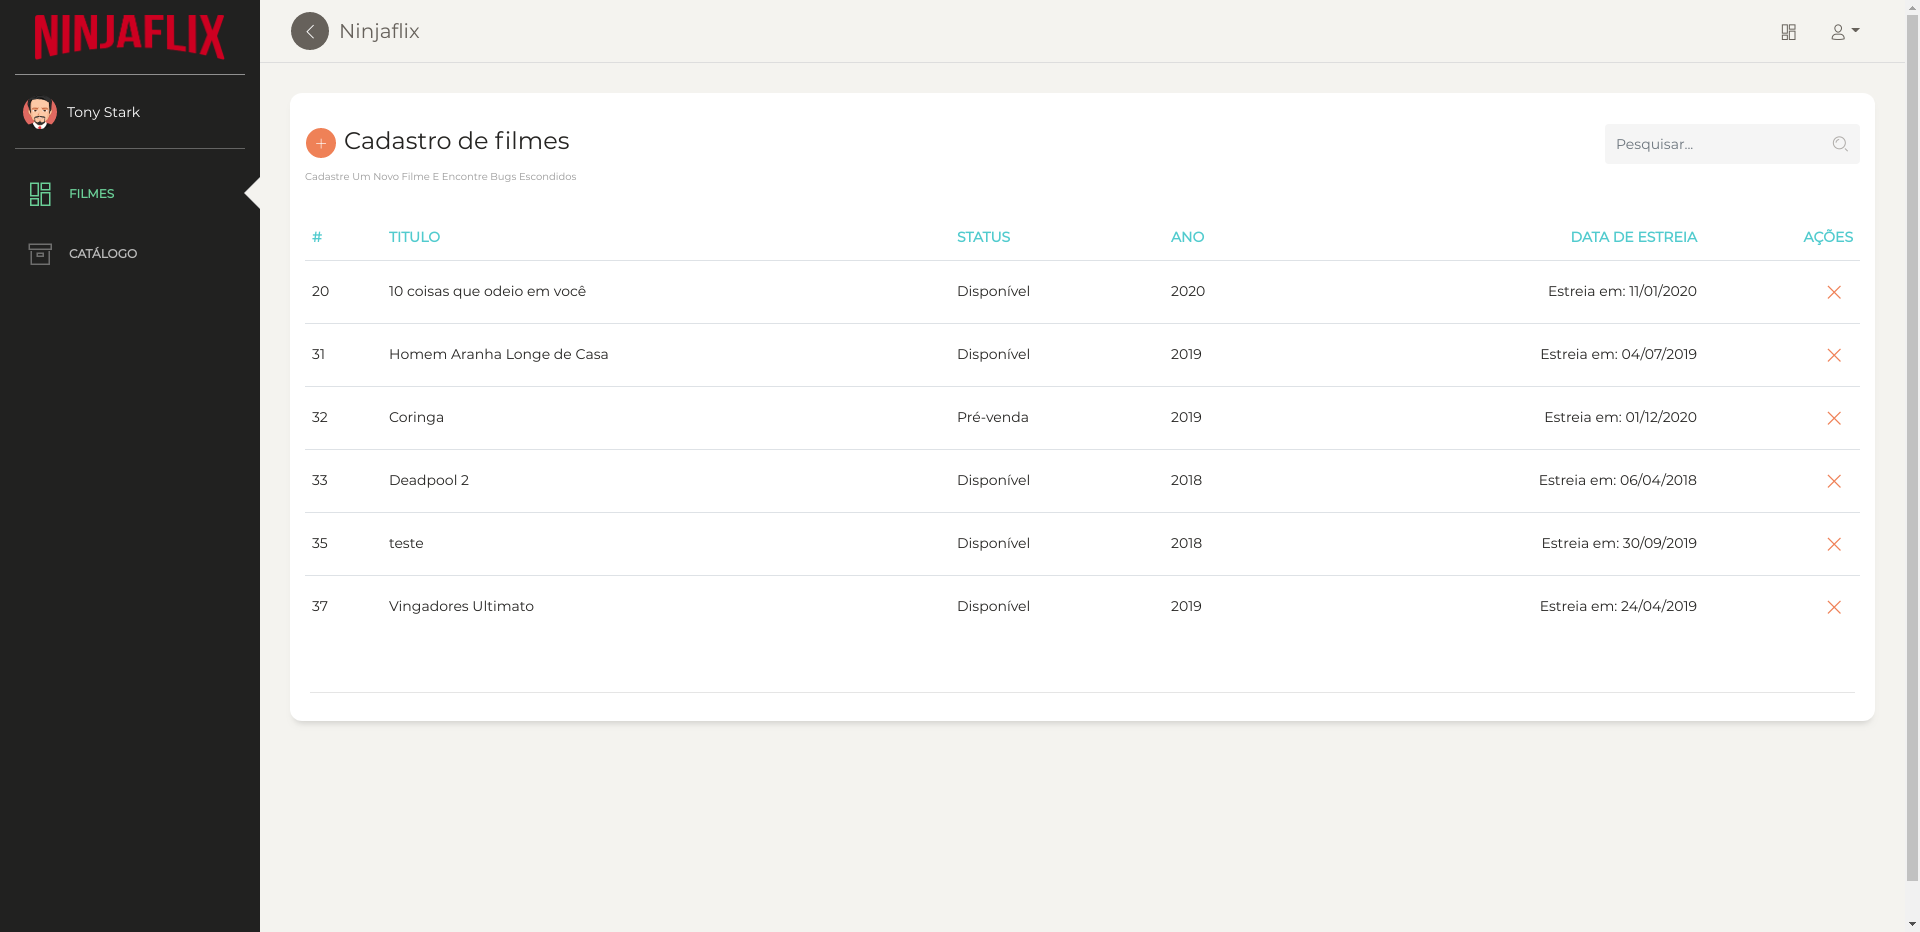 NINJAFLIX
Ninjaflix
Tony Stark
FILMES
CATÁLOGO
Cadastro de filmes
Pesquisar...
Cadastre Um Novo Filme E Encontre Bugs Escondidos
# TITULO STATUS ANO DATA DE ESTREIA AÇÕES
20 10 coisas que odeio em você Disponível 2020 Estreia em: 11/01/2020
31 Homem Aranha Longe de Casa Disponível 2019 Estreia em: 04/07/2019
32 Coringa Pré-venda 2019 Estreia em: 01/12/2020
33 Deadpool 2 Disponível 2018 Estreia em: 06/04/2018
35 teste Disponível 2018 Estreia em: 30/09/2019
37 Vingadores Ultimato Disponível 2019 Estreia em: 24/04/2019